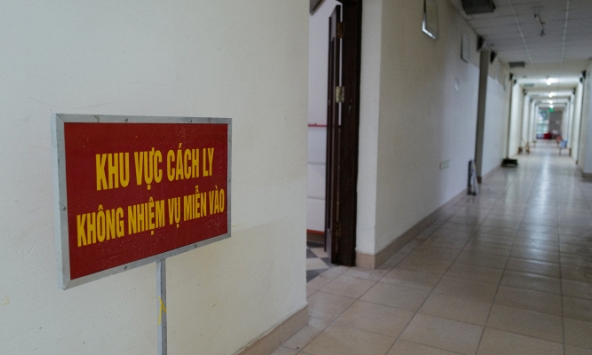 KHU VỰC CÁCH LY
KHÔNG NHIỆM VỤ MIỄN VÀO